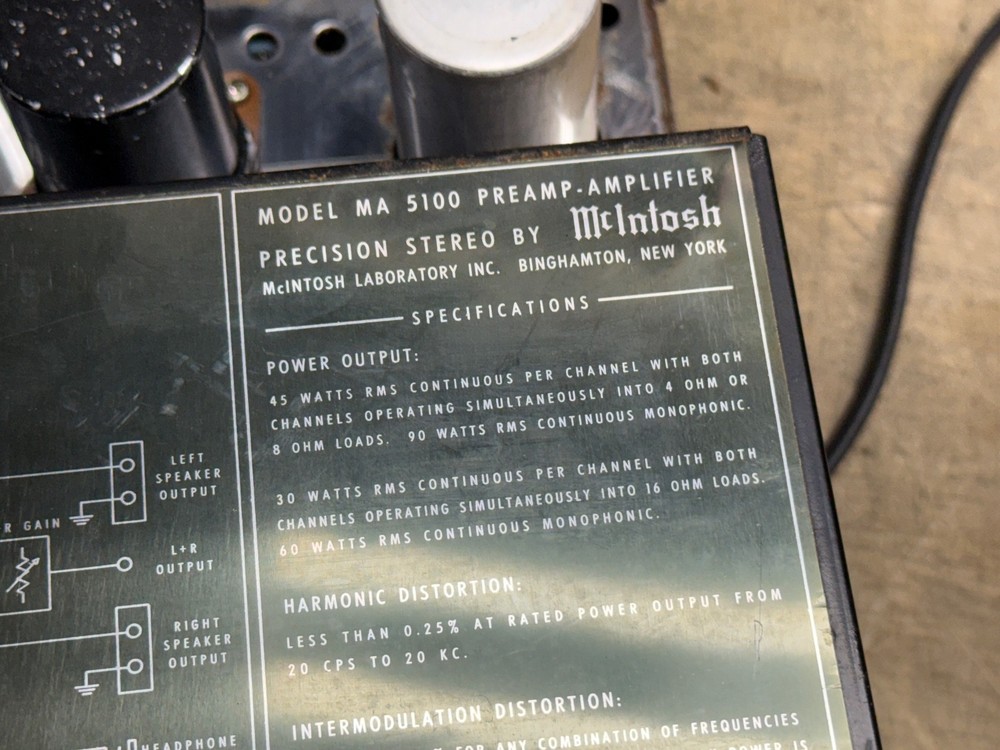 MODEL MA 5100 PREAMP-AMPLIFIER
PRECISION STEREO BY McIntosh
McINTOSH LABORATORY INC. BINGHAMTON, NEW YORK
SPECIFICATIONS
POWER OUTPUT:
45 WATTS RMS CONTINUOUS PER CHANNEL WITH BOTH
CHANNELS OPERATING SIMULTANEOUSLY INTO 4 OHM OR
8 OHM LOADS. 90 WATTS RMS CONTINUOUS MONOPHONIC.
30 WATTS RMS CONTINUOUS PER CHANNEL WITH BOTH
CHANNELS OPERATING SIMULTANEOUSLY INTO 16 OHM LOADS.
60 WATTS RMS CONTINUOUS MONOPHONIC.
HARMONIC DISTORTION:
LESS THAN 0.25% AT RATED POWER OUTPUT FROM
20 CPS TO 20 KC.
INTERMODULATION DISTORTION:
FOR ANY COMBINATION OF FREQUENCIES
POWER IS
LEFT
SPEAKER
OUTPUT
R GAIN
L+R
OUTPUT
RIGHT
SPEAKER
OUTPUT
HEADPHONE